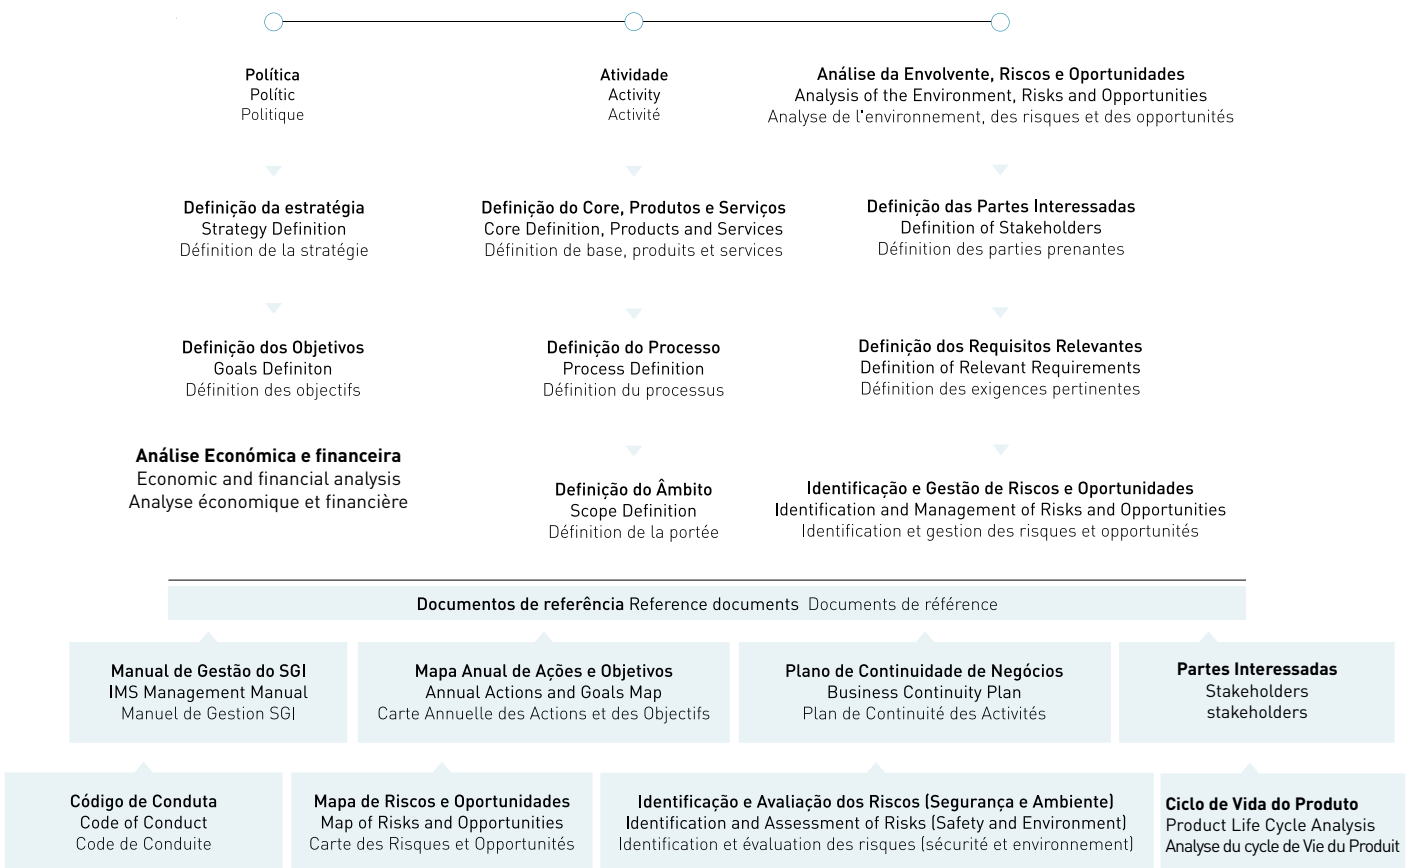 Política
Polític
Politique
Atividade
Activity
Activité
Análise da Envolvente, Riscos e Oportunidades
Analysis of the Environment, Risks and Opportunities
Analyse de l'environnement, des risques et des opportunités
Definição da estratégia
Strategy Definition
Définition de la stratégie
Definição do Core, Produtos e Serviços
Core Definition, Products and Services
Définition de base, produits et services
Definição das Partes Interessadas
Definition of Stakeholders
Définition des parties prenantes
Definição dos Objetivos
Goals Definiton
Définition des objectifs
Definição do Processo
Process Definition
Définition du processus
Definição dos Requisitos Relevantes
Definition of Relevant Requirements
Définition des exigences pertinentes
Análise Económica e financeira
Economic and financial analysis
Analyse économique et financière
Definição do Âmbito
Scope Definition
Définition de la portée
Identificação e Gestão de Riscos e Oportunidades
Identification and Management of Risks and Opportunities
Identification et gestion des risques et opportunités
Documentos de referência Reference documents Documents de référence
Manual de Gestão do SGI
IMS Management Manual
Manuel de Gestion SGI
Mapa Anual de Ações e Objetivos
Annual Actions and Goals Map
Carte Annuelle des Actions et des Objectifs
Plano de Continuidade de Negócios
Business Continuity Plan
Plan de Continuité des Activités
Partes Interessadas
Stakeholders
stakeholders
Código de Conduta
Code of Conduct
Code de Conduite
Mapa de Riscos e Oportunidades
Map of Risks and Opportunities
Carte des Risques et Opportunités
Identificação e Avaliação dos Riscos (Segurança e Ambiente)
Identification and Assessment of Risks (Safety and Environment)
Identification et évaluation des risques (sécurité et environnement)
Ciclo de Vida do Produto
Product Life Cycle Analysis
Analyse du cycle de Vie du Produit